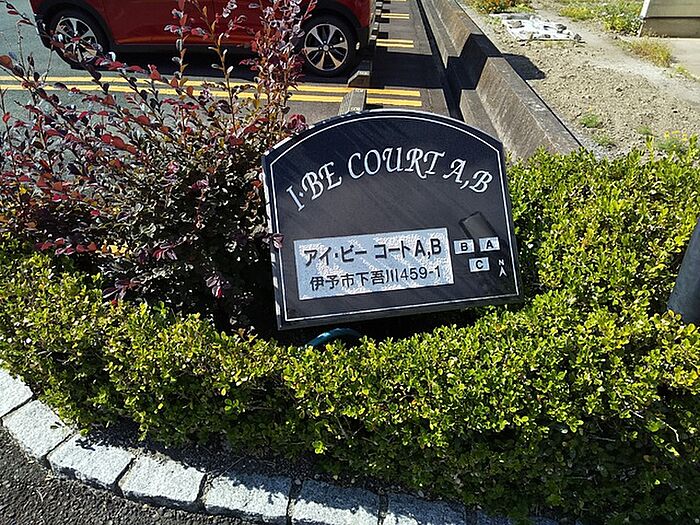 I·BE COURT A,B
アイ・ビー コートA,B
伊予市下吾川459-1
B A
C
N